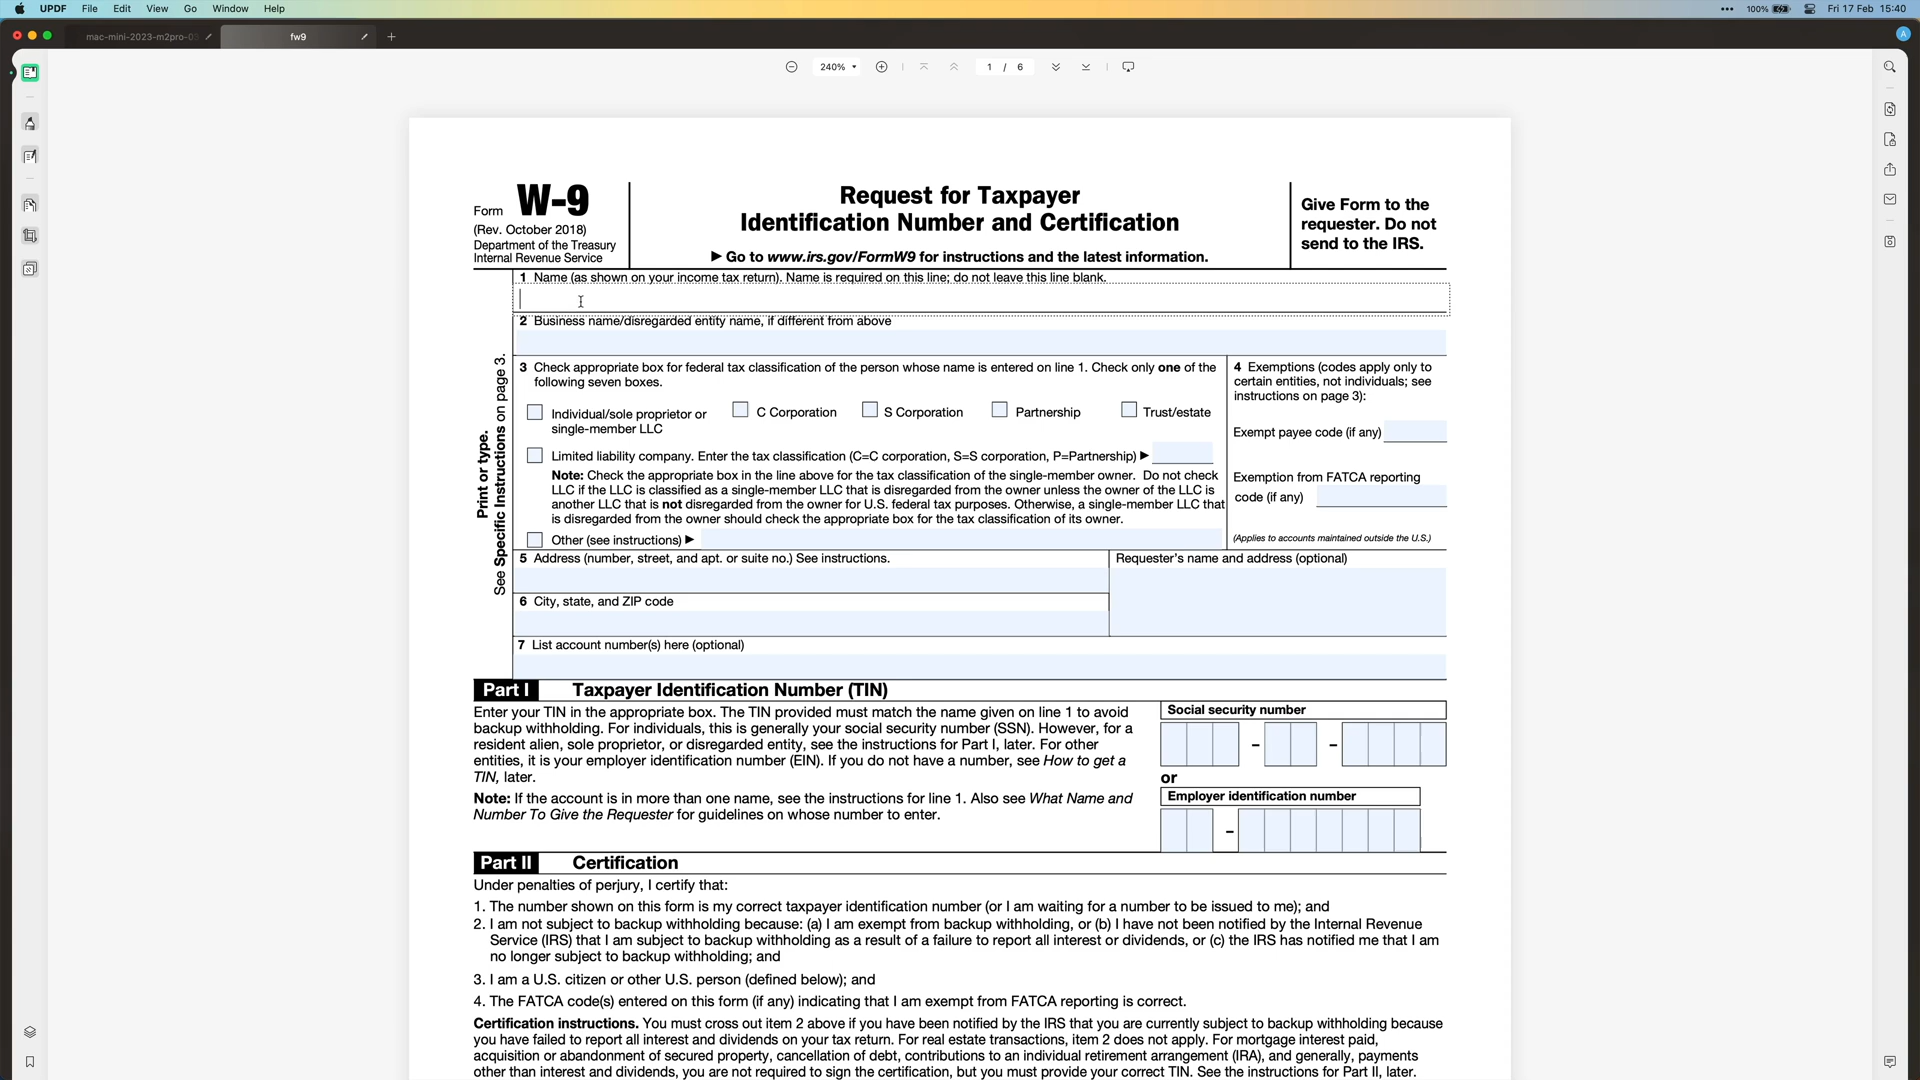 UPDF File Edit View Go Window Help
100% Fri 17 Feb 15:40
mac-mini-2023-m2pro-03
fw9
A
240% 1 / 6
Form W-9
(Rev. October 2018)
Department of the Treasury
Internal Revenue Service
Request for Taxpayer
Identification Number and Certification
▶ Go to www.irs.gov/FormW9 for instructions and the latest information.
Give Form to the
requester. Do not
send to the IRS.
Print or type.
See Specific Instructions on page 3.
1 Name (as shown on your income tax return). Name is required on this line; do not leave this line blank.
2 Business name/disregarded entity name, if different from above
3 Check appropriate box for federal tax classification of the person whose name is entered on line 1. Check only one of the
following seven boxes.
Individual/sole proprietor or
single-member LLC
C Corporation
S Corporation
Partnership
Trust/estate
Limited liability company. Enter the tax classification (C=C corporation, S=S corporation, P=Partnership) ▶
Note: Check the appropriate box in the line above for the tax classification of the single-member owner. Do not check
LLC if the LLC is classified as a single-member LLC that is disregarded from the owner unless the owner of the LLC is
another LLC that is not disregarded from the owner for U.S. federal tax purposes. Otherwise, a single-member LLC that
is disregarded from the owner should check the appropriate box for the tax classification of its owner.
Other (see instructions) ▶
4 Exemptions (codes apply only to
certain entities, not individuals; see
instructions on page 3):
Exempt payee code (if any)
Exemption from FATCA reporting
code (if any)
(Applies to accounts maintained outside the U.S.)
5 Address (number, street, and apt. or suite no.) See instructions.
Requester's name and address (optional)
6 City, state, and ZIP code
7 List account number(s) here (optional)
Part I Taxpayer Identification Number (TIN)
Enter your TIN in the appropriate box. The TIN provided must match the name given on line 1 to avoid
backup withholding. For individuals, this is generally your social security number (SSN). However, for a
resident alien, sole proprietor, or disregarded entity, see the instructions for Part I, later. For other
entities, it is your employer identification number (EIN). If you do not have a number, see How to get a
TIN, later.
Note: If the account is in more than one name, see the instructions for line 1. Also see What Name and
Number To Give the Requester for guidelines on whose number to enter.
Social security number
– –
or
Employer identification number
–
Part II Certification
Under penalties of perjury, I certify that:
1. The number shown on this form is my correct taxpayer identification number (or I am waiting for a number to be issued to me); and
2. I am not subject to backup withholding because: (a) I am exempt from backup withholding, or (b) I have not been notified by the Internal Revenue
Service (IRS) that I am subject to backup withholding as a result of a failure to report all interest or dividends, or (c) the IRS has notified me that I am
no longer subject to backup withholding; and
3. I am a U.S. citizen or other U.S. person (defined below); and
4. The FATCA code(s) entered on this form (if any) indicating that I am exempt from FATCA reporting is correct.
Certification instructions. You must cross out item 2 above if you have been notified by the IRS that you are currently subject to backup withholding because
you have failed to report all interest and dividends on your tax return. For real estate transactions, item 2 does not apply. For mortgage interest paid,
acquisition or abandonment of secured property, cancellation of debt, contributions to an individual retirement arrangement (IRA), and generally, payments
other than interest and dividends, you are not required to sign the certification, but you must provide your correct TIN. See the instructions for Part II, later.